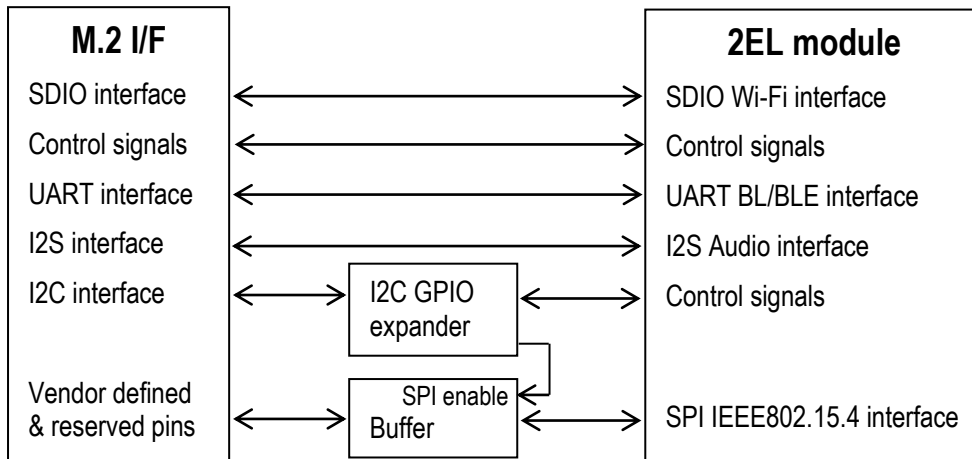 M.2 I/F
SDIO interface
Control signals
UART interface
I2S interface
I2C interface
Vendor defined
& reserved pins
I2C GPIO
expander
SPI enable
Buffer
2EL module
SDIO Wi-Fi interface
Control signals
UART BL/BLE interface
I2S Audio interface
Control signals
SPI IEEE802.15.4 interface